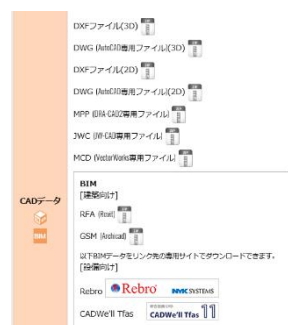 DXFファイル(3D)
DWG (AutoCAD専用ファイル)(3D)
DXFファイル(2D)
DWG (AutoCAD専用ファイル)(2D)
MPP (DRA-CAD2専用ファイル)
JWC (JW-CAD専用ファイル)
MCD (VectorWorks専用ファイル)
CADデータ
BIM
BIM
[建築向け]
RFA (Revit)
GSM (Archicad)
以下BIMデータをリンク先の専用サイトでダウンロードできます。
[設備向け]
Rebro Rebro NYK SYSTEMS
CADWe'll Tfas CADWe'll Tfas 11